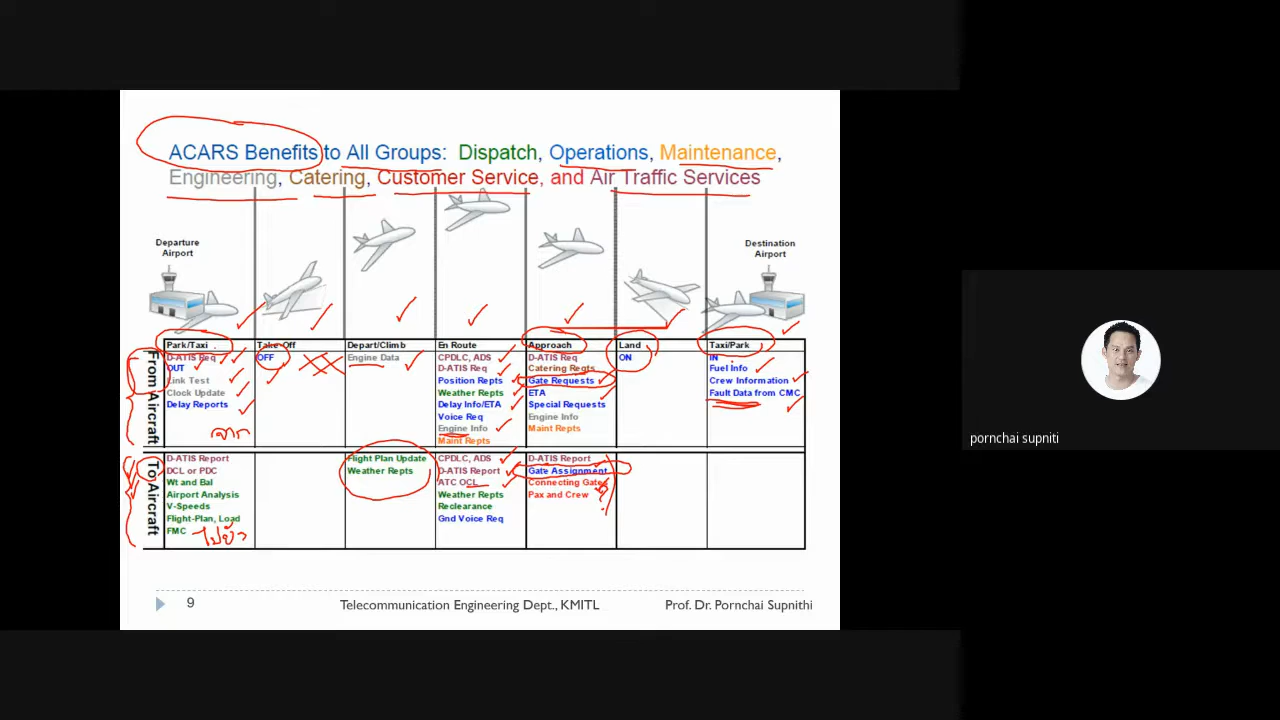 ACARS Benefits to All Groups: Dispatch, Operations, Maintenance,
Engineering, Catering, Customer Service, and Air Traffic Services
Departure
Airport
Destination
Airport
Park/Taxi
Take-Off
Depart/Climb
En Route
Approach
Land
Taxi/Park
From Aircraft
D-ATIS Req
OUT
Link Test
Clock Update
Delay Reports
จาก
OFF
Engine Data
CPDLC, ADS
D-ATIS Req
Position Repts
Weather Repts
Delay Info/ETA
Voice Req
Engine Info
Maint Repts
D-ATIS Req
Catering Reqts
Gate Requests
ETA
Special Requests
Engine Info
Maint Repts
ON
IN
Fuel Info
Crew Information
Fault Data from CMC
To Aircraft
D-ATIS Report
DCL or PDC
Wt and Bal
Airport Analysis
V-Speeds
Flight-Plan, Load
FMC
Flight Plan Update
Weather Repts
CPDLC, ADS
D-ATIS Report
ATC OCL
Weather Repts
Reclearance
Gnd Voice Req
D-ATIS Report
Gate Assignment
Connecting Gates
Pax and Crew
9
Telecommunication Engineering Dept., KMITL
Prof. Dr. Pornchai Supnithi
pornchai supniti